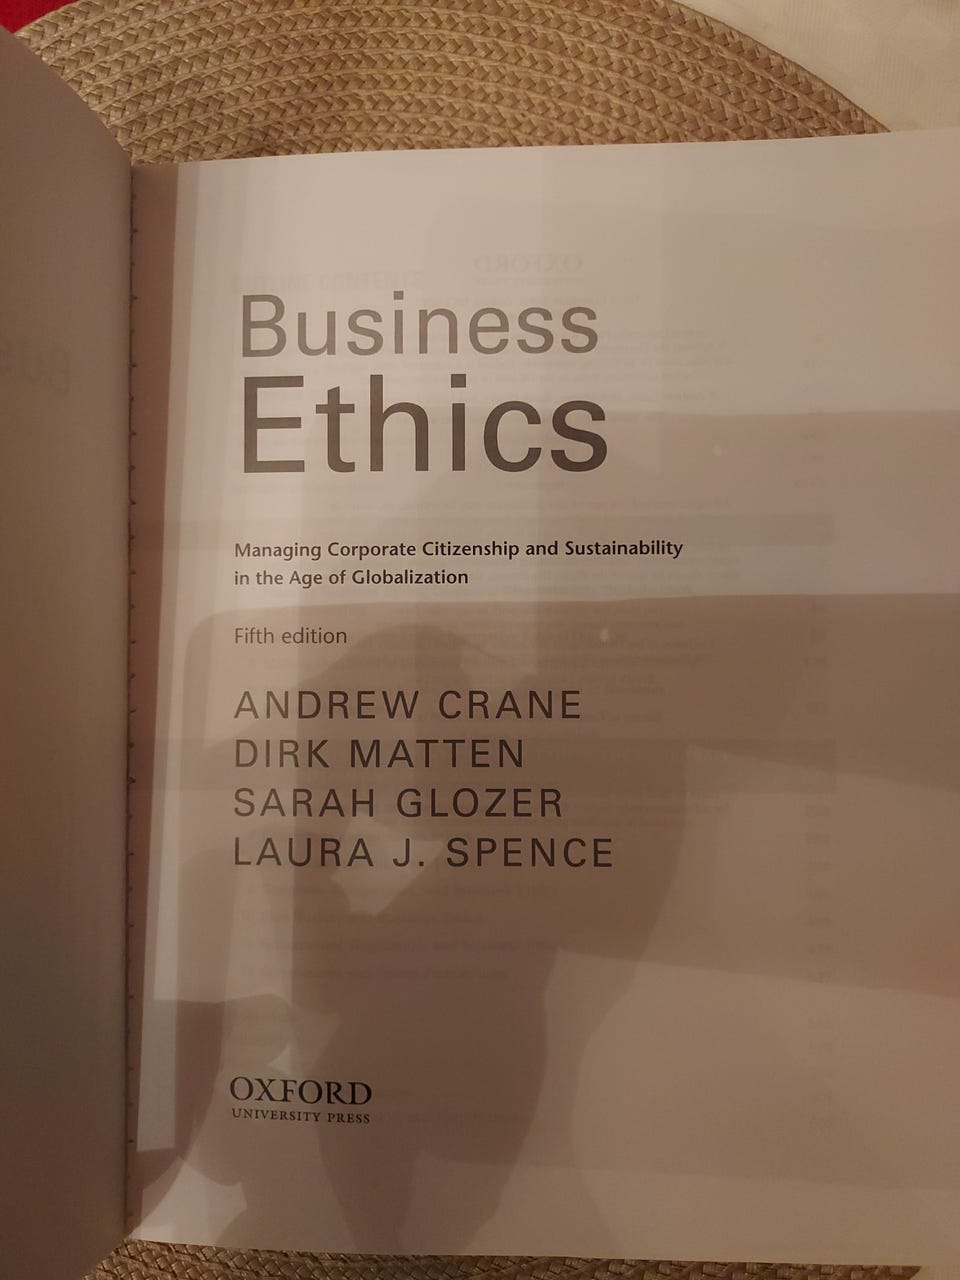 Business
Ethics
Managing Corporate Citizenship and Sustainability
in the Age of Globalization
Fifth edition
ANDREW CRANE
DIRK MATTEN
SARAH GLOZER
LAURA J. SPENCE
OXFORD
UNIVERSITY PRESS